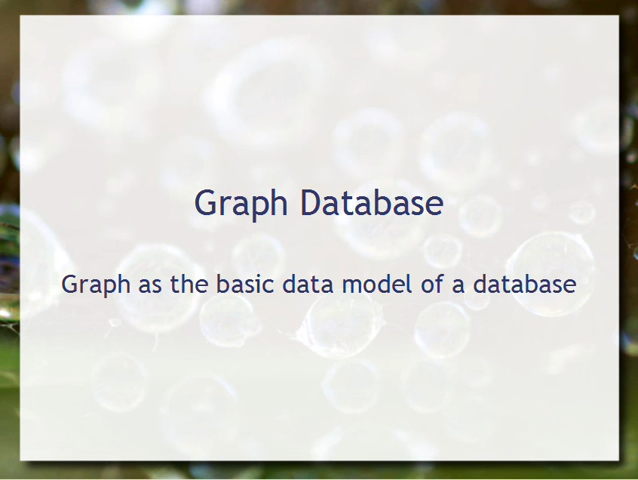 Graph Database
Graph as the basic data model of a database